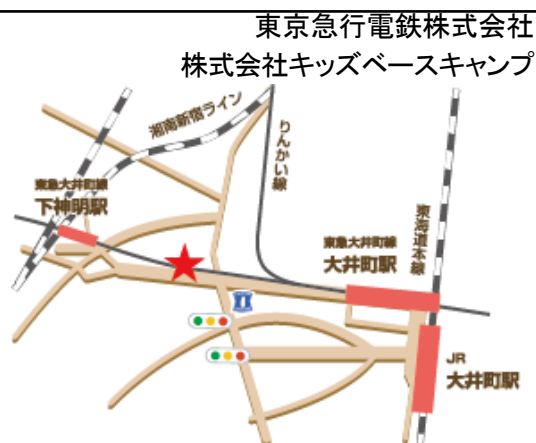 東京急行電鉄株式会社
株式会社キッズベースキャンプ
湘南新宿ライン
りんかい線
東急大井町線
下神明駅
東海道本線
東急大井町線
大井町駅
JR
大井町駅